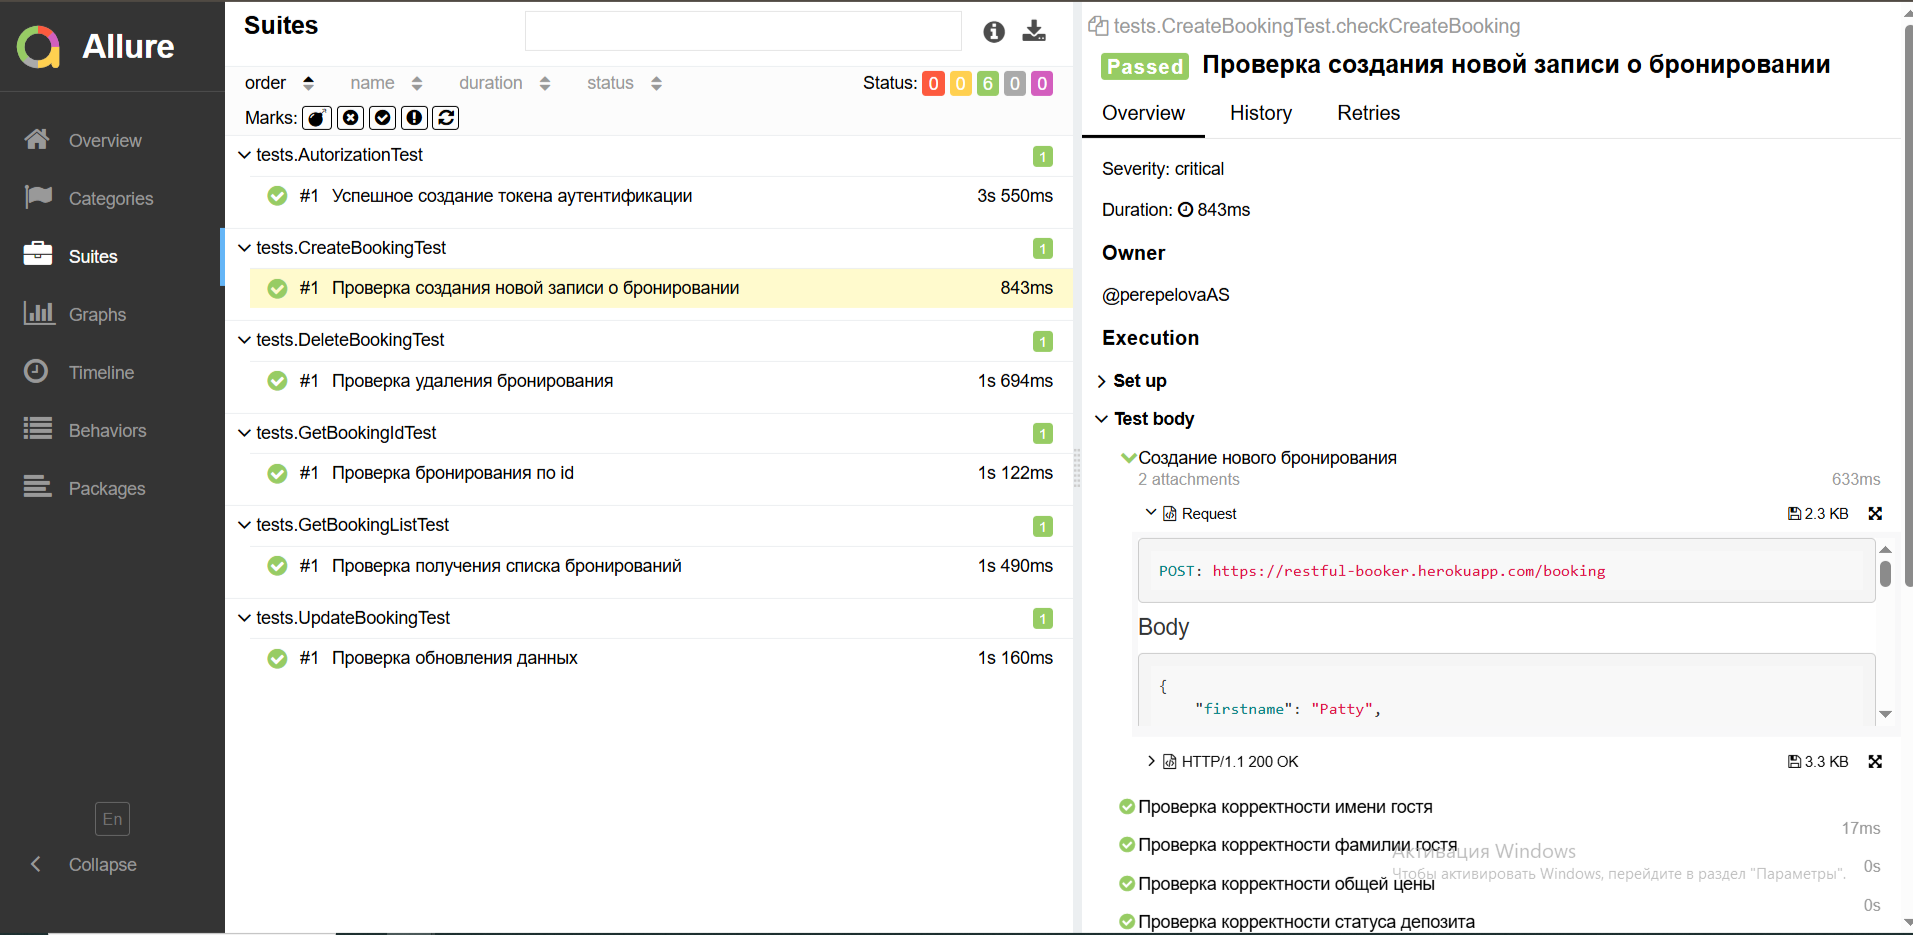 Allure
Overview
Categories
Suites
Graphs
Timeline
Behaviors
Packages
En
Collapse
Suites
order name duration status Status: 0 0 6 0 0
Marks:
tests.AutorizationTest 1
#1 Успешное создание токена аутентификации 3s 550ms
tests.CreateBookingTest 1
#1 Проверка создания новой записи о бронировании 843ms
tests.DeleteBookingTest 1
#1 Проверка удаления бронирования 1s 694ms
tests.GetBookingIdTest 1
#1 Проверка бронирования по id 1s 122ms
tests.GetBookingListTest 1
#1 Проверка получения списка бронирований 1s 490ms
tests.UpdateBookingTest 1
#1 Проверка обновления данных 1s 160ms
tests.CreateBookingTest.checkCreateBooking
Passed Проверка создания новой записи о бронировании
Overview History Retries
Severity: critical
Duration: 843ms
Owner
@perepelovaAS
Execution
Set up
Test body
Создание нового бронирования
2 attachments 633ms
Request 2.3 KB
POST: https://restful-booker.herokuapp.com/booking
Body
{
"firstname": "Patty",
HTTP/1.1 200 OK 3.3 KB
Проверка корректности имени гостя
17ms
Проверка корректности фамилии гостя
0s
Проверка корректности общей цены
0s
Проверка корректности статуса депозита
Активация Windows
Чтобы активировать Windows, перейдите в раздел "Параметры".